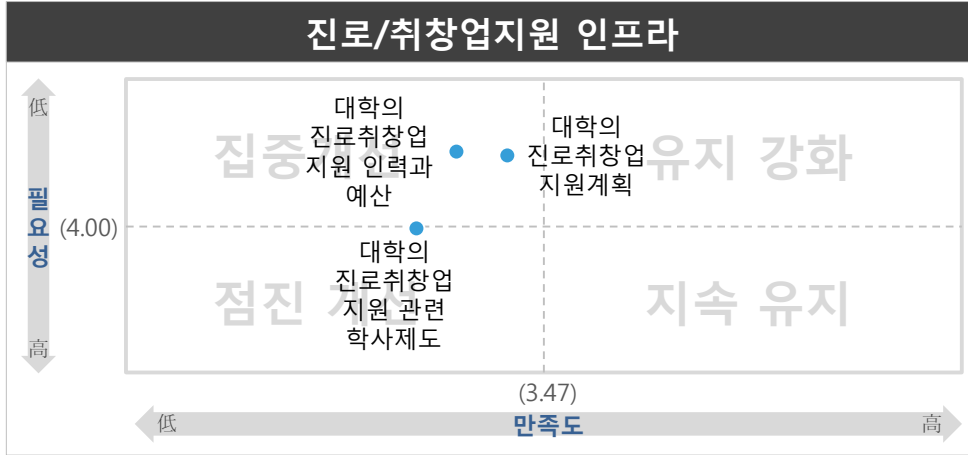 진로/취창업지원 인프라
低
필
요
성
高
(4.00)
집중개선
유지 강화
점진 개선
지속 유지
대학의
진로취창업
지원 인력과
예산
대학의
진로취창업
지원계획
대학의
진로취창업
지원 관련
학사제도
(3.47)
低
만족도
高